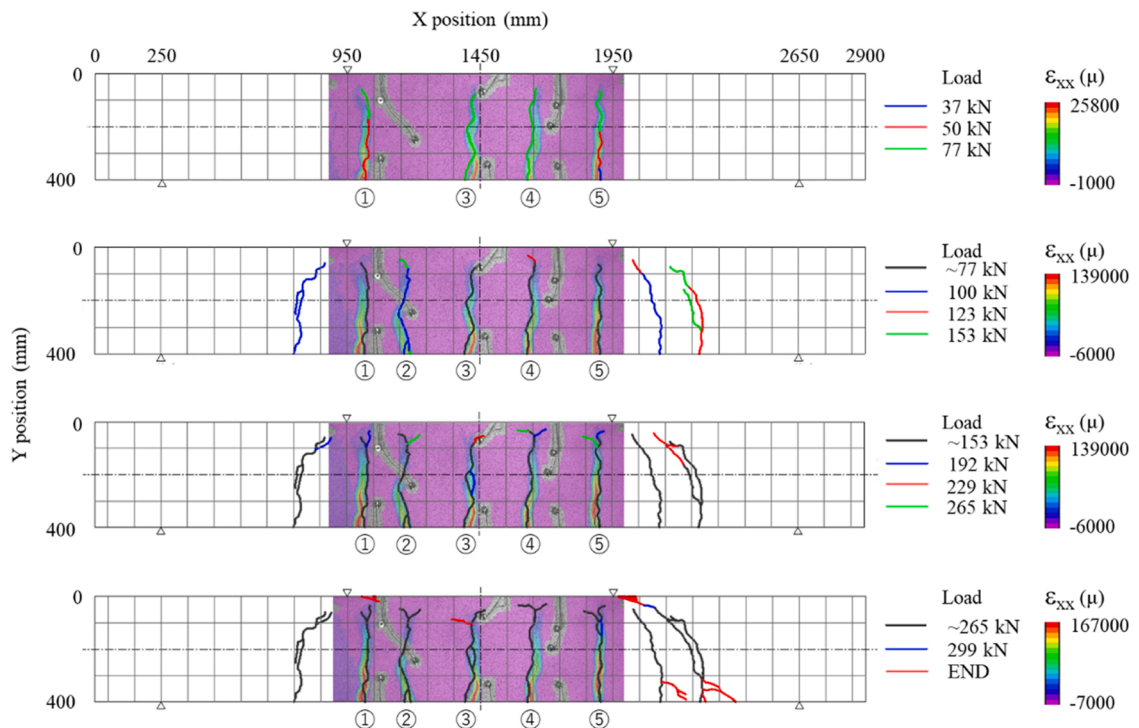 X position (mm)
0 250 950 1450 1950 2650 2900
Y position (mm)
0
400
① ③ ④ ⑤
Load
37 kN
50 kN
77 kN
εxx (μ)
25800
-1000
0
400
① ② ③ ④ ⑤
Load
~77 kN
100 kN
123 kN
153 kN
εxx (μ)
139000
-6000
0
400
① ② ③ ④ ⑤
Load
~153 kN
192 kN
229 kN
265 kN
εxx (μ)
139000
-6000
0
400
① ② ③ ④ ⑤
Load
~265 kN
299 kN
END
εxx (μ)
167000
-7000